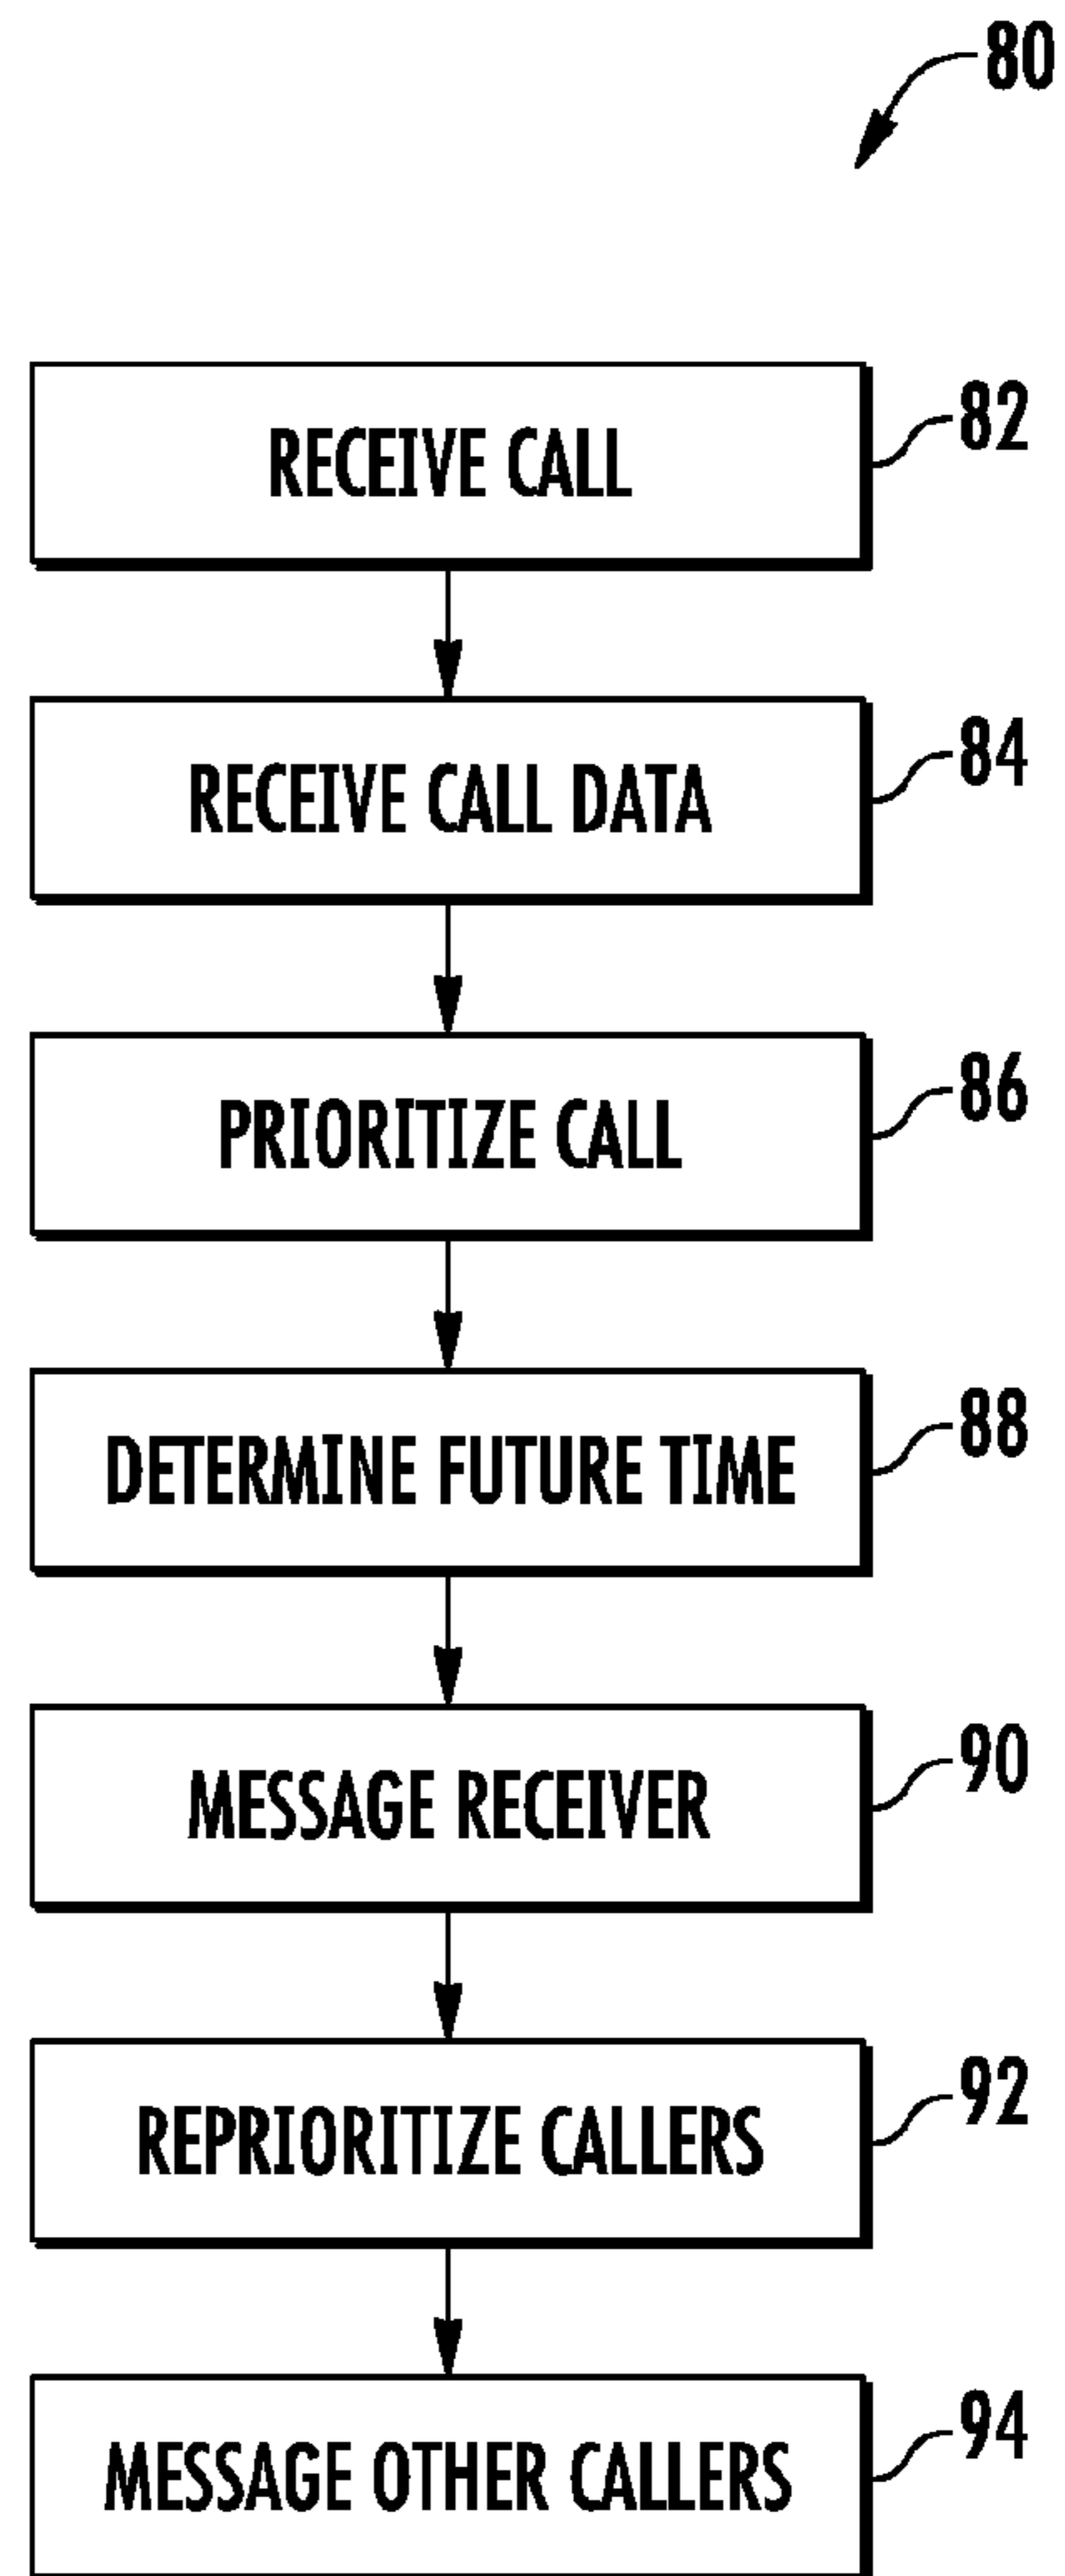 80
RECEIVE CALL
82
RECEIVE CALL DATA
84
PRIORITIZE CALL
86
DETERMINE FUTURE TIME
88
MESSAGE RECEIVER
90
REPRIORITIZE CALLERS
92
MESSAGE OTHER CALLERS
94